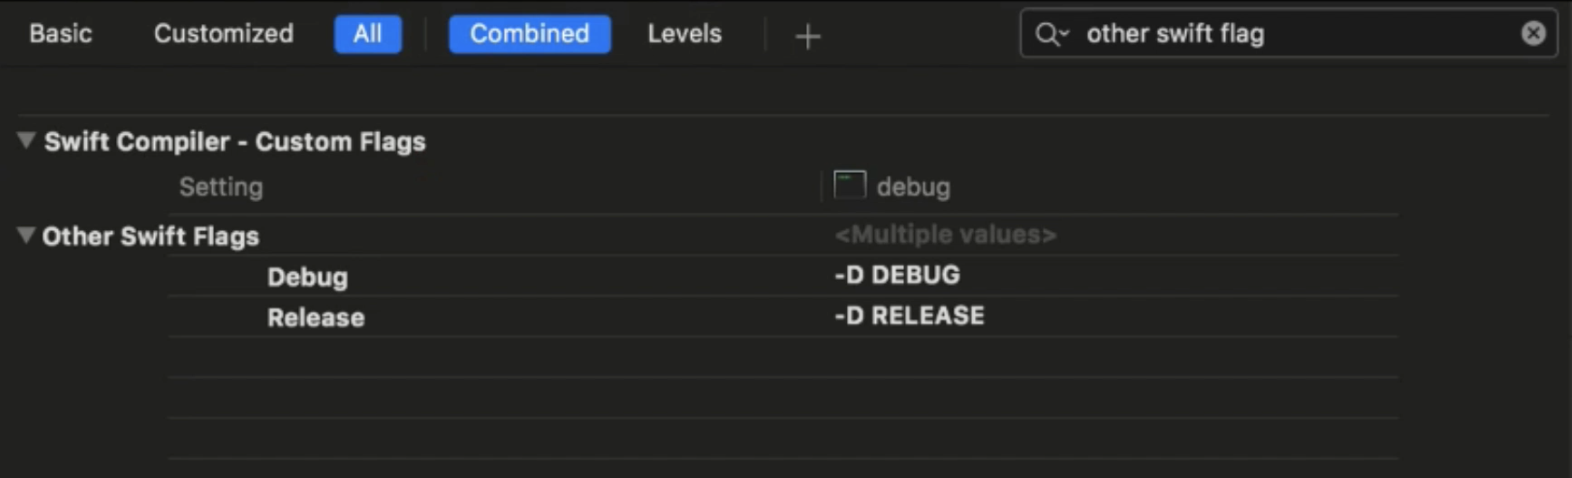 Basic Customized All Combined Levels + other swift flag
Swift Compiler - Custom Flags
Setting debug
Other Swift Flags <Multiple values>
Debug -D DEBUG
Release -D RELEASE